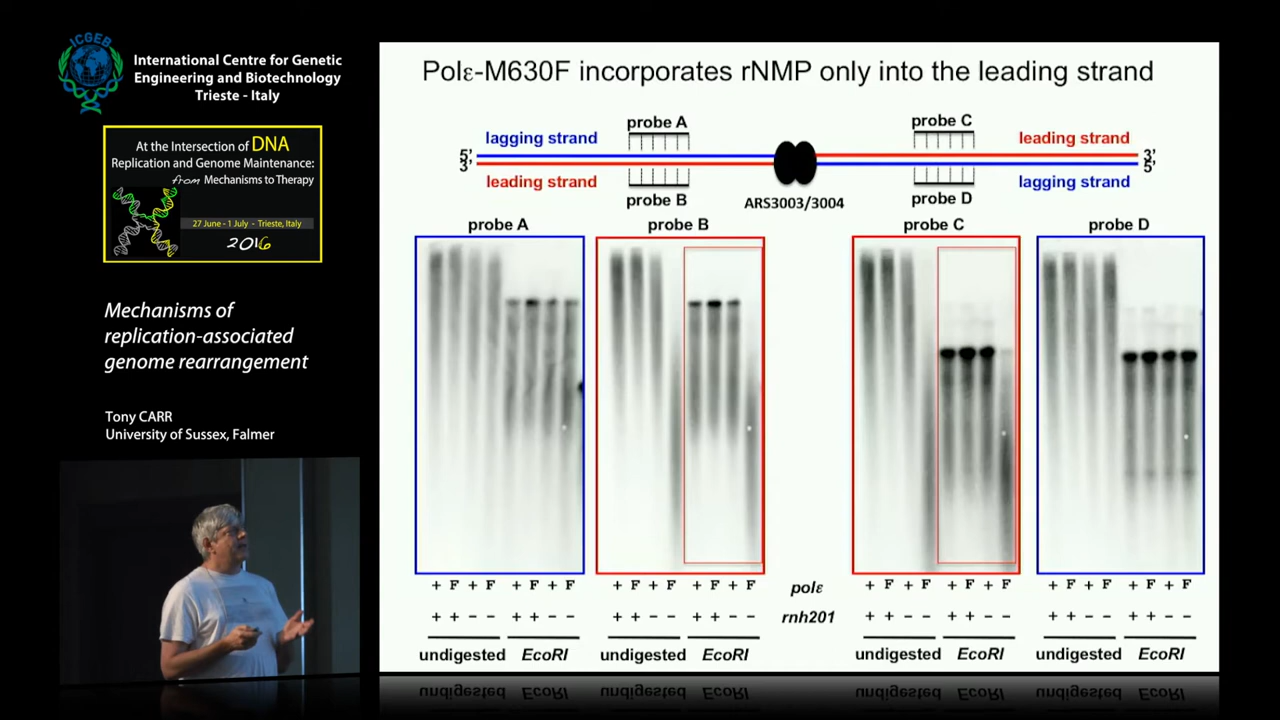 ICGEB
International Centre for Genetic
Engineering and Biotechnology
Trieste - Italy
At the Intersection of DNA
Replication and Genome Maintenance:
from Mechanisms to Therapy
27 June - 1 July - Trieste, Italy
2016
Mechanisms of
replication-associated
genome rearrangement
Tony CARR
University of Sussex, Falmer
Polε-M630F incorporates rNMP only into the leading strand
probe A probe C
lagging strand leading strand
5' 3'
3' 5'
leading strand lagging strand
probe B ARS3003/3004 probe D
probe A probe B probe C probe D
+ F + F + F + F + F + F + F + F polε + F + F + F + F + F + F + F + F
+ + - - + + - - + + - - + + - - rnh201 + + - - + + - - + + - - + + - -
undigested EcoRI undigested EcoRI undigested EcoRI undigested EcoRI